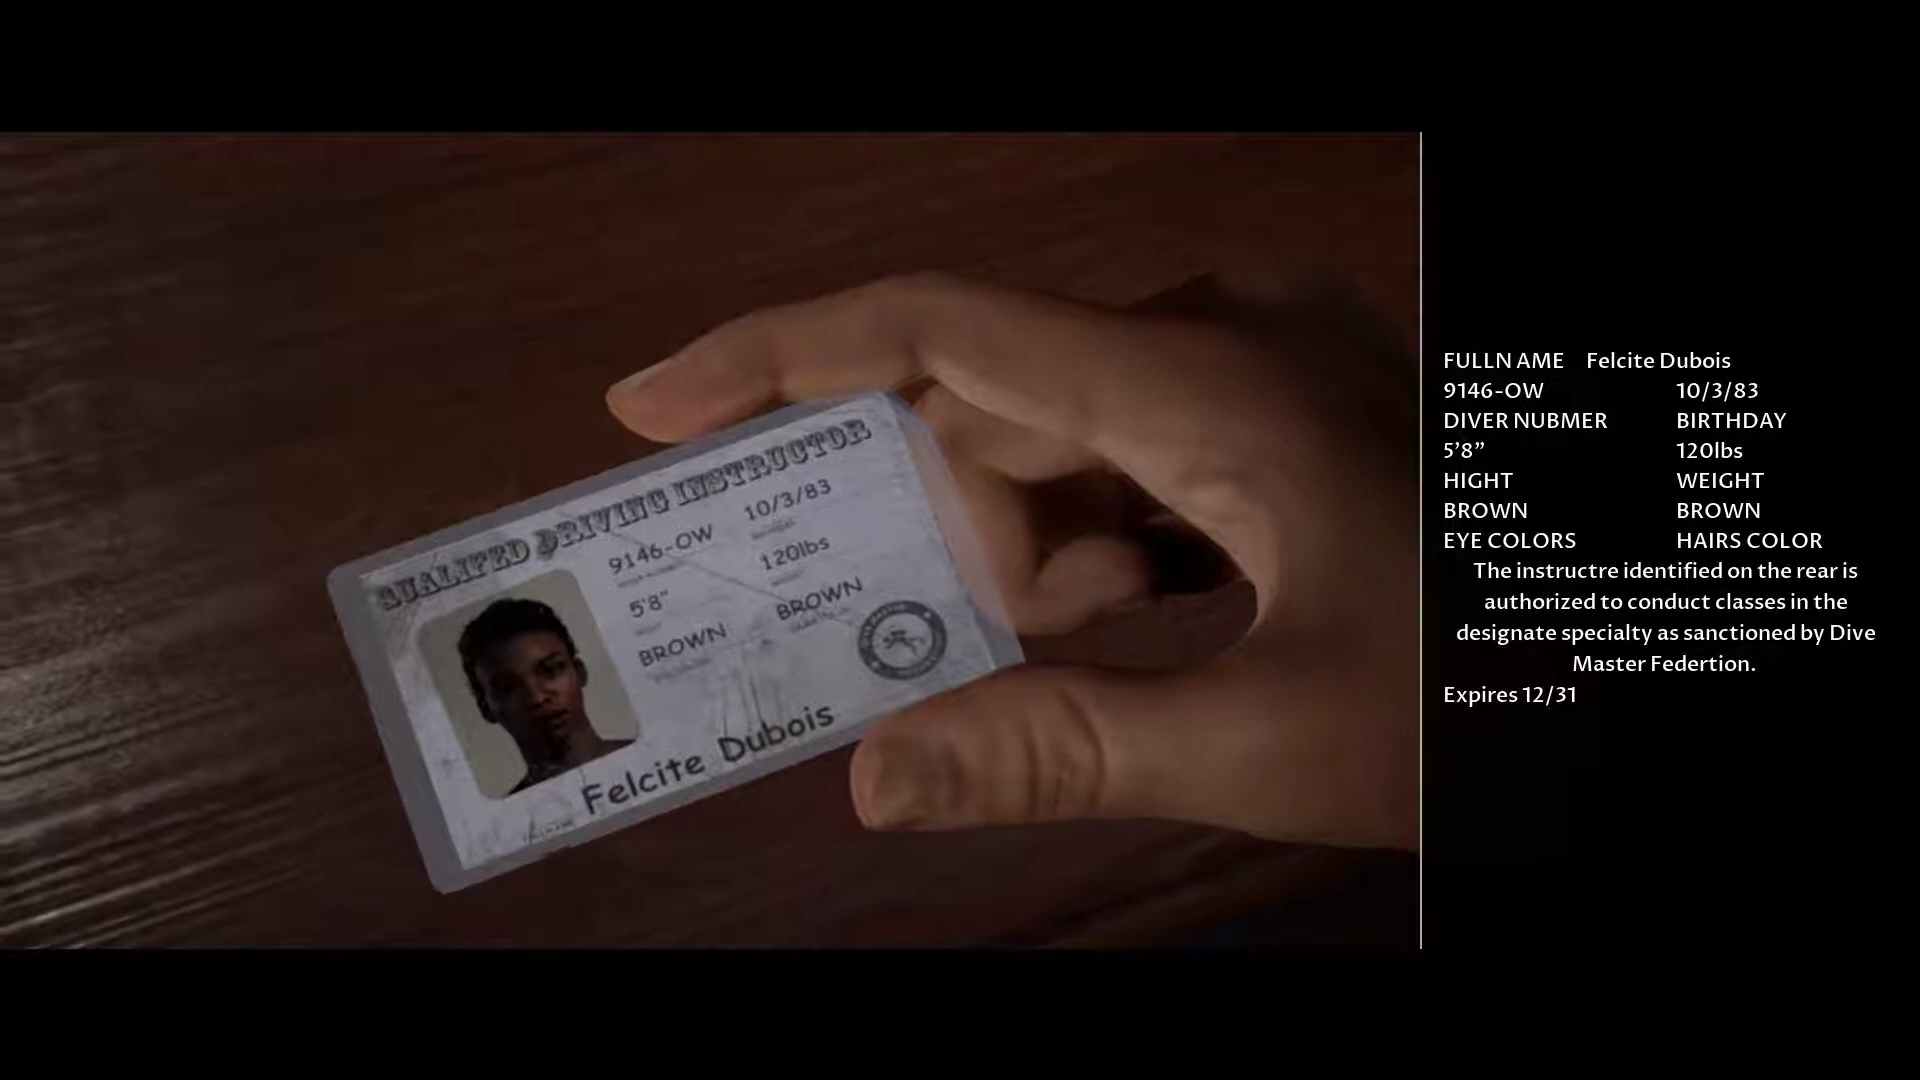 SUALIFED DRIVING INSTRUCTOR
9146-OW 10/3/83
5'8" 120lbs
BROWN BROWN
Felcite Dubois
FULLN AME Felcite Dubois
9146-OW 10/3/83
DIVER NUBMER BIRTHDAY
5’8” 120lbs
HIGHT WEIGHT
BROWN BROWN
EYE COLORS HAIRS COLOR
The instructre identified on the rear is
authorized to conduct classes in the
designate specialty as sanctioned by Dive
Master Federtion.
Expires 12/31